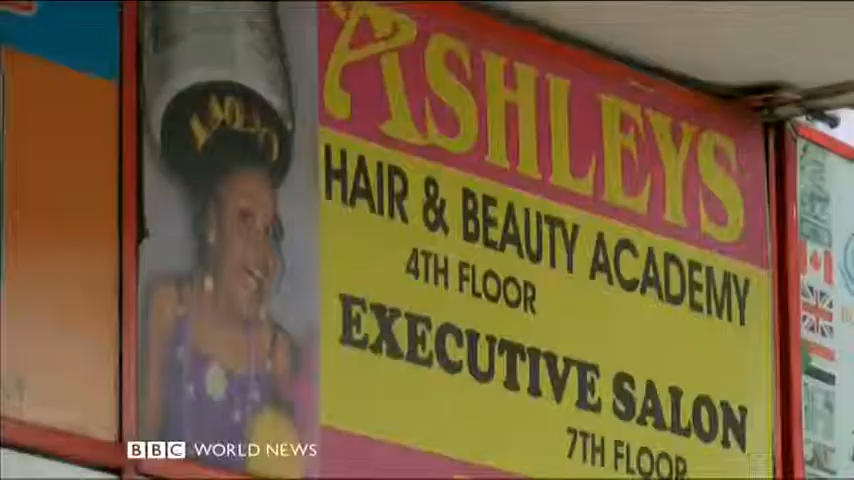 ASHLEYS
HAIR & BEAUTY ACADEMY
4TH FLOOR
EXECUTIVE SALON
7TH FLOOR
BBC WORLD NEWS